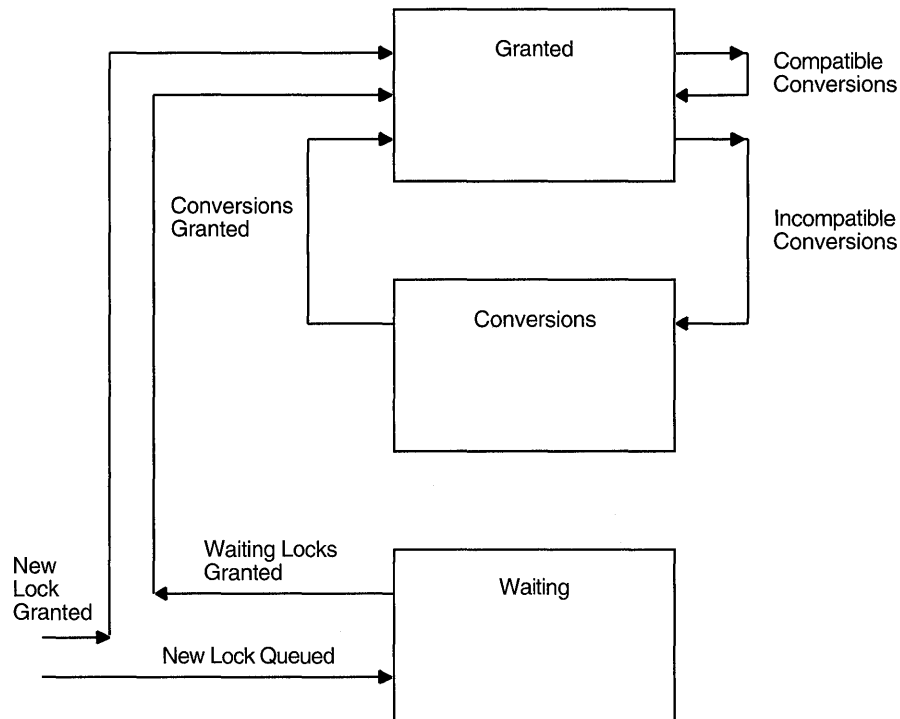 Granted
Compatible
Conversions
Conversions
Granted
Incompatible
Conversions
Conversions
Waiting Locks
Granted
New
Lock
Granted
Waiting
New Lock Queued